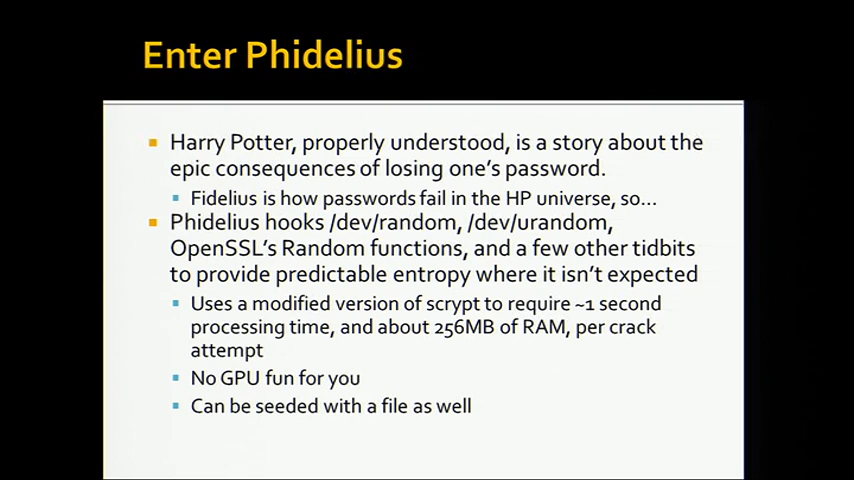 Enter Phidelius
Harry Potter, properly understood, is a story about the
epic consequences of losing one's password.
Fidelius is how passwords fail in the HP universe, so…
Phidelius hooks /dev/random, /dev/urandom,
OpenSSL's Random functions, and a few other tidbits
to provide predictable entropy where it isn't expected
Uses a modified version of scrypt to require ~1 second
processing time, and about 256MB of RAM, per crack
attempt
No GPU fun for you
Can be seeded with a file as well